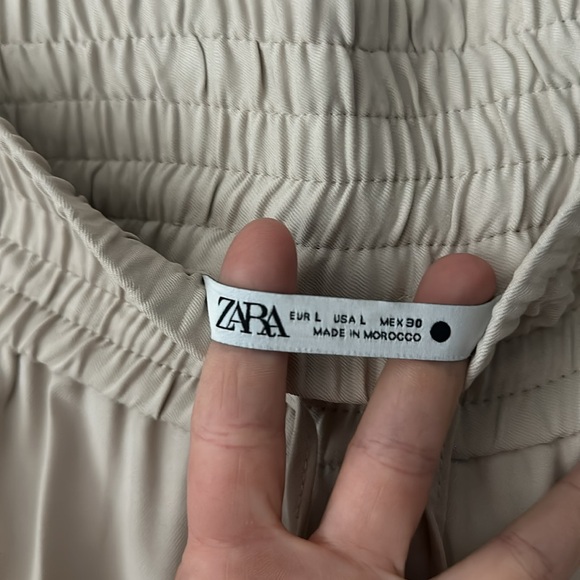 ZARA
EUR L USA L MEX 30
MADE IN MOROCCO